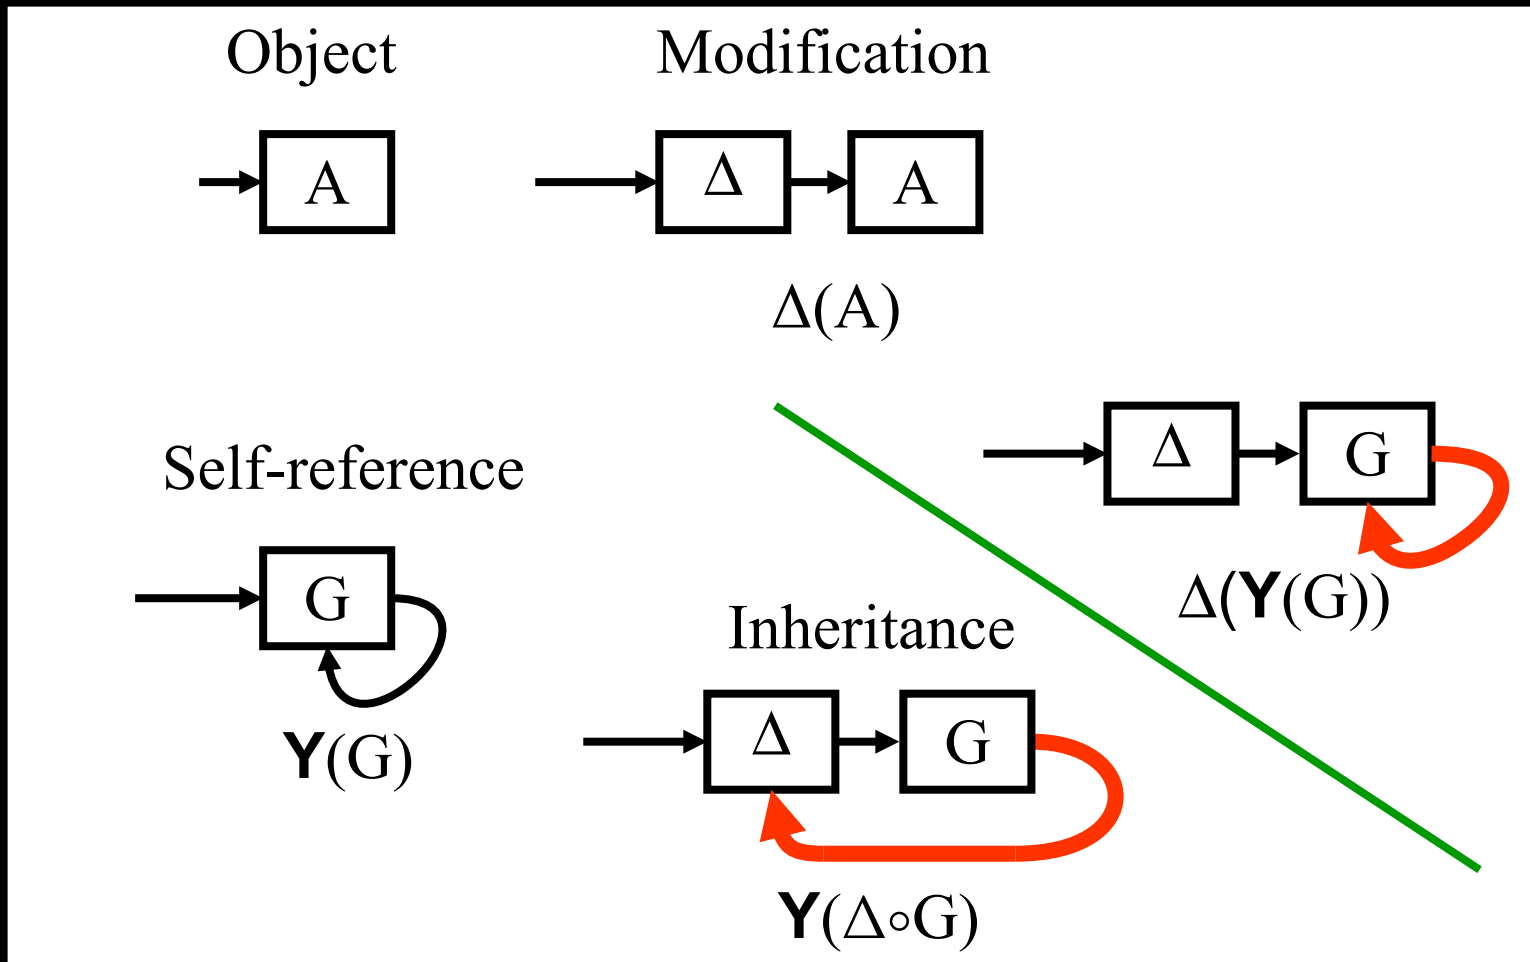 Object
Modification
A
Δ
A
Δ(A)
Self-reference
G
Y(G)
Δ
G
Δ(Y(G))
Inheritance
Δ
G
Y(Δ∘G)